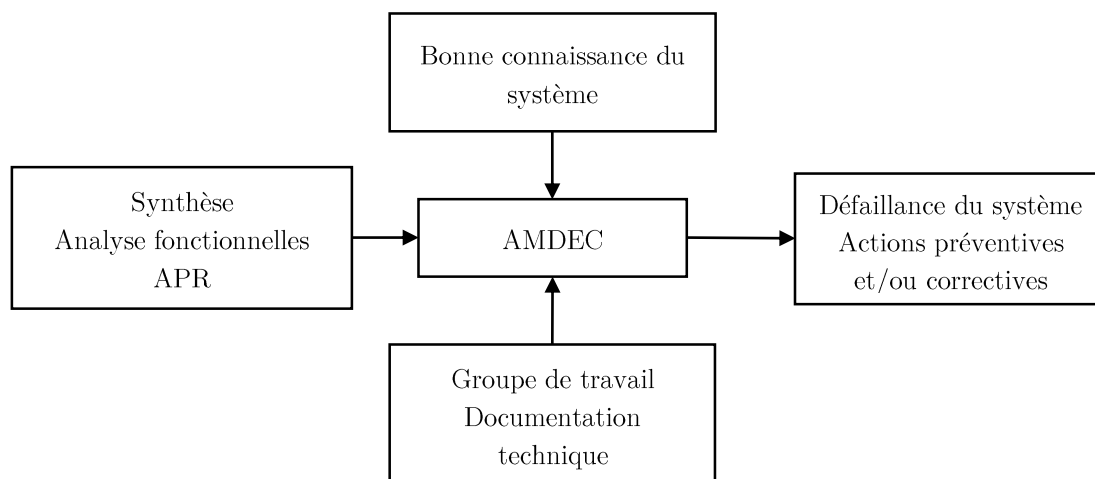 Bonne connaissance du
système
Synthèse
Analyse fonctionnelles
APR
AMDEC
Défaillance du système
Actions préventives
et/ou correctives
Groupe de travail
Documentation
technique